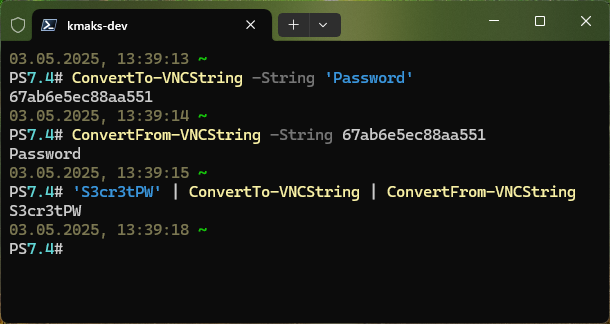 kmaks-dev
03.05.2025, 13:39:13 ~
PS7.4# ConvertTo-VNCString -String 'Password'
67ab6e5ec88aa551
03.05.2025, 13:39:14 ~
PS7.4# ConvertFrom-VNCString -String 67ab6e5ec88aa551
Password
03.05.2025, 13:39:15 ~
PS7.4# 'S3cr3tPW' | ConvertTo-VNCString | ConvertFrom-VNCString
S3cr3tPW
03.05.2025, 13:39:18 ~
PS7.4#